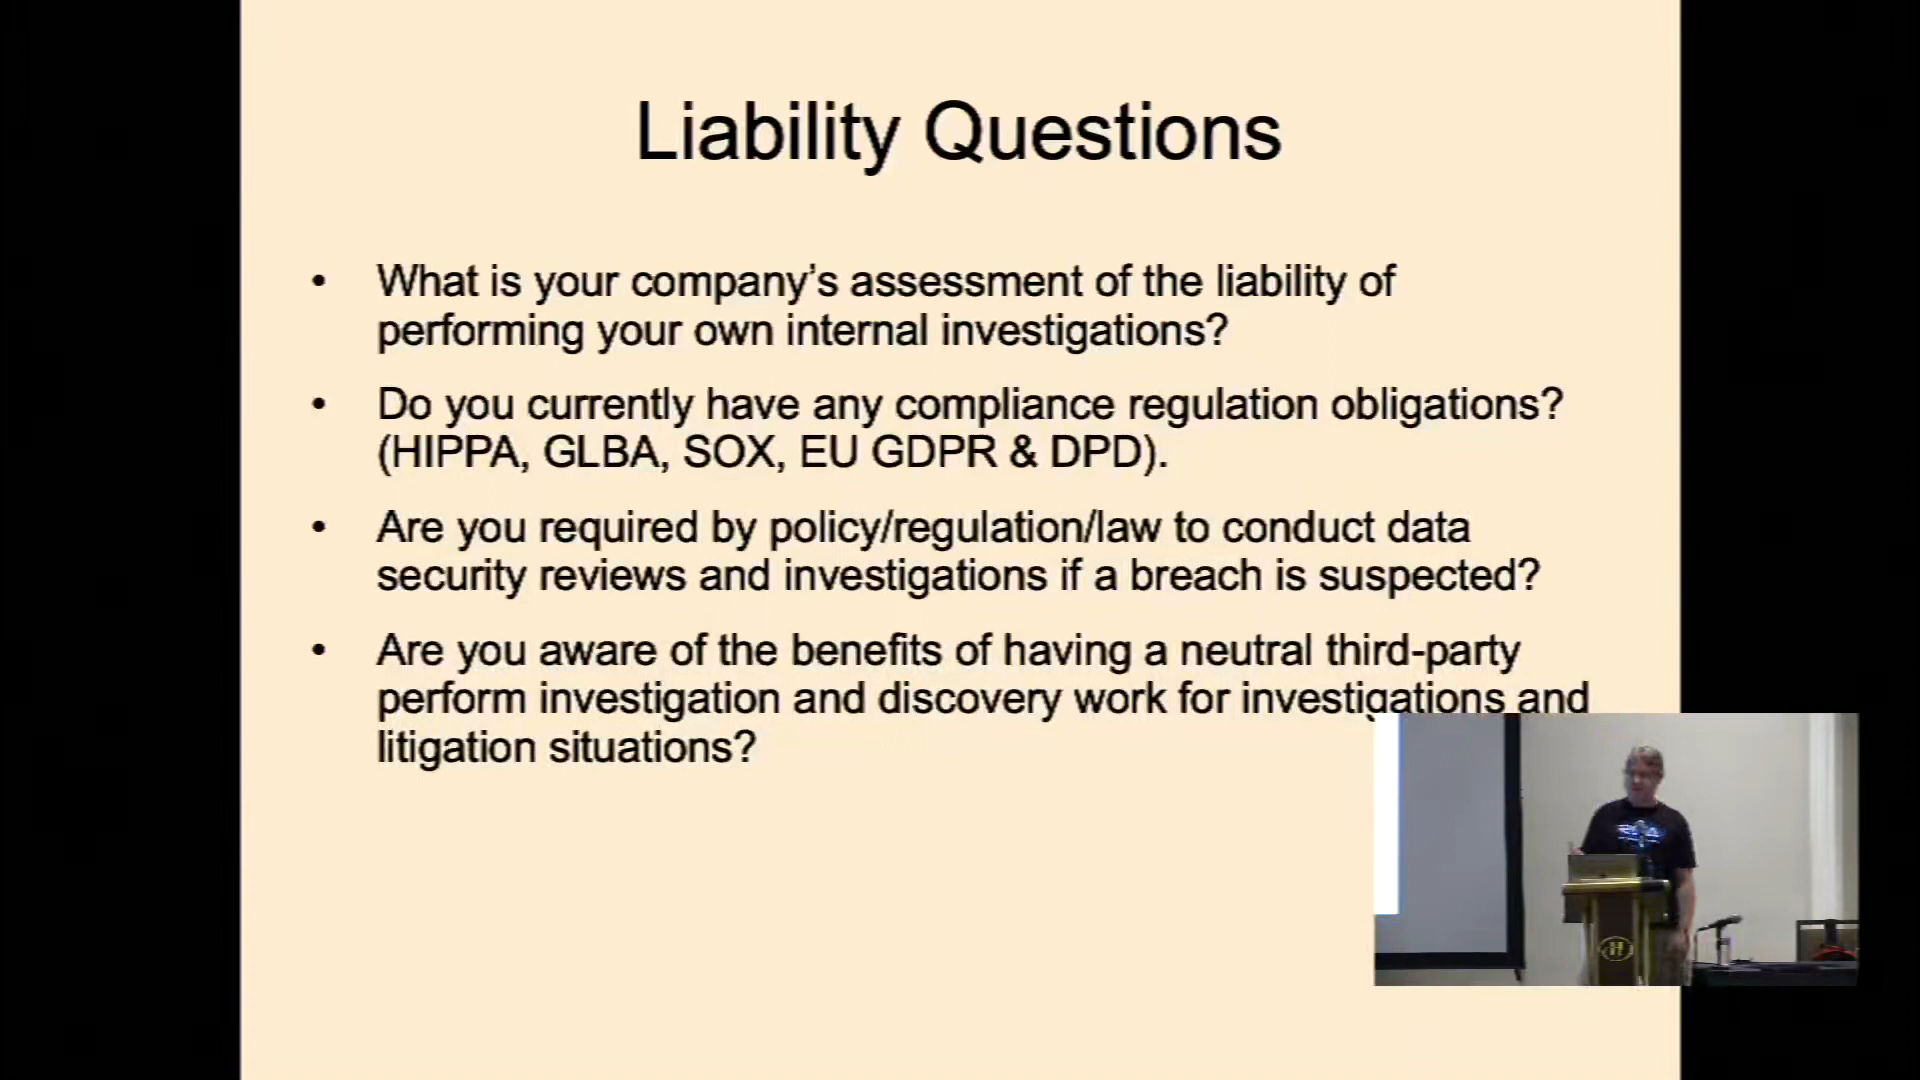 Liability Questions
• What is your company’s assessment of the liability of
performing your own internal investigations?
• Do you currently have any compliance regulation obligations?
(HIPPA, GLBA, SOX, EU GDPR & DPD).
• Are you required by policy/regulation/law to conduct data
security reviews and investigations if a breach is suspected?
• Are you aware of the benefits of having a neutral third-party
perform investigation and discovery work for investigations and
litigation situations?
H